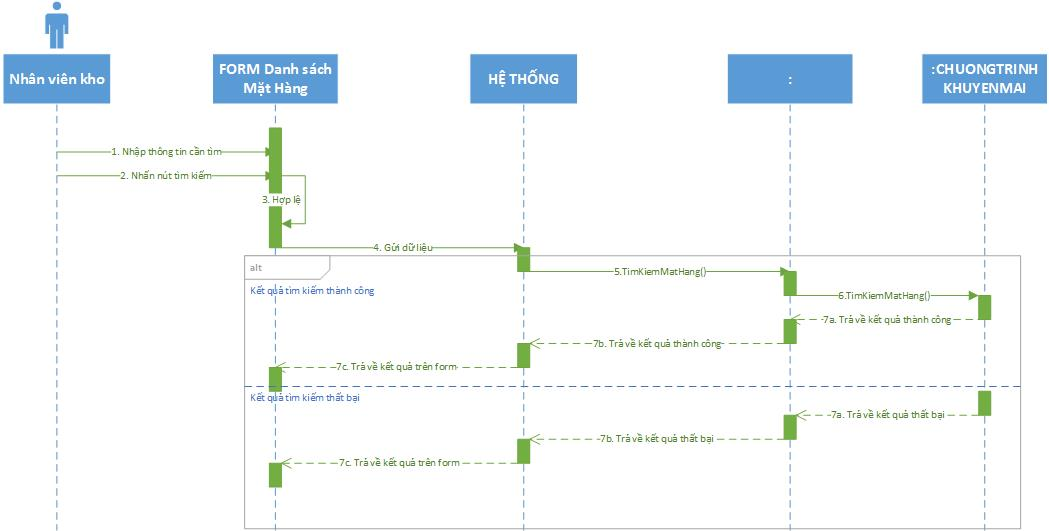 Nhân viên kho
FORM Danh sách
Mặt Hàng
HỆ THỐNG
:
:CHUONGTRINH
KHUYENMAI
1. Nhập thông tin cần tìm
2. Nhấn nút tìm kiếm
3. Hợp lệ
4. Gửi dữ liệu
alt
5.TimKiemMatHang()
Kết quả tìm kiếm thành công
6.TimKiemMatHang()
7a. Trả về kết quả thành công
7b. Trả về kết quả thành công
7c. Trả về kết quả trên form
Kết quả tìm kiếm thất bại
7a. Trả về kết quả thất bại
7b. Trả về kết quả thất bại
7c. Trả về kết quả trên form